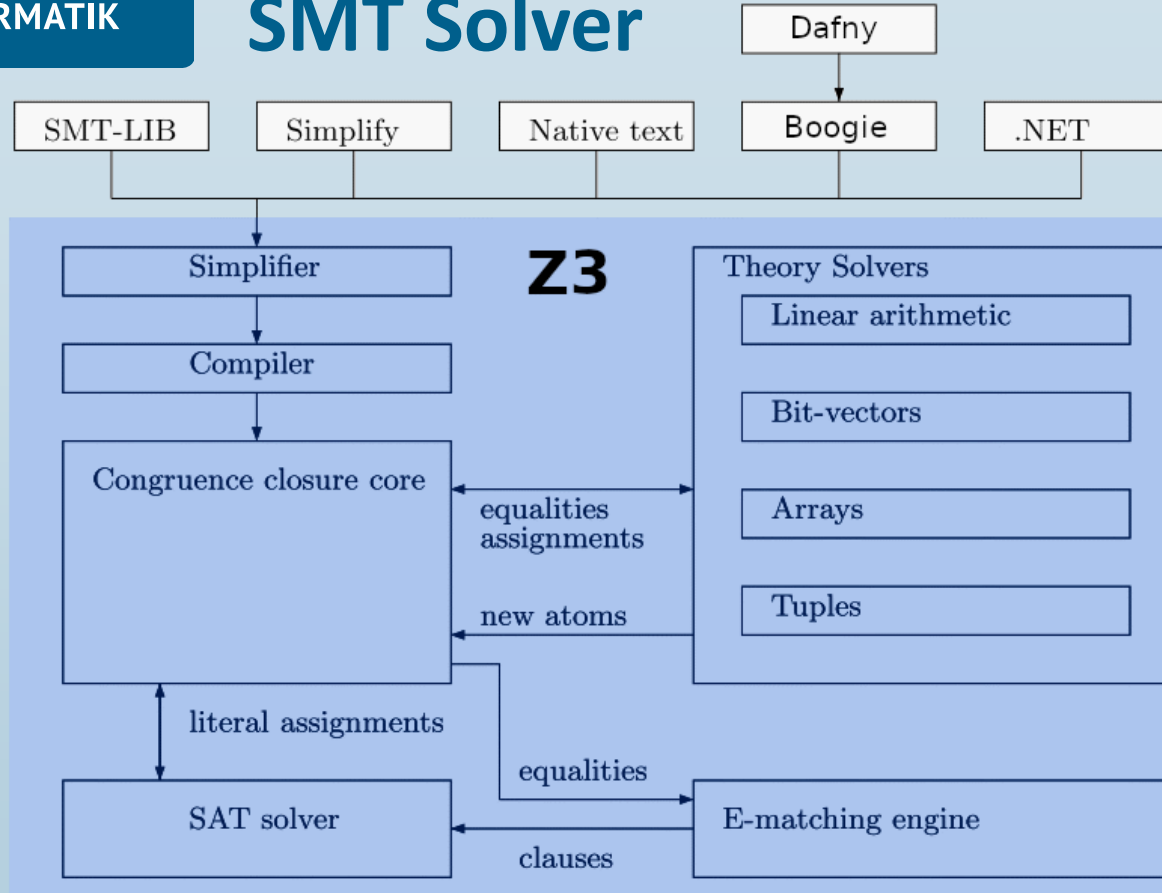 RMATIK
SMT Solver
Dafny
SMT-LIB
Simplify
Native text
Boogie
.NET
Simplifier
Z3
Theory Solvers
Linear arithmetic
Compiler
Bit-vectors
Congruence closure core
equalities
assignments
Arrays
new atoms
Tuples
literal assignments
equalities
SAT solver
E-matching engine
clauses